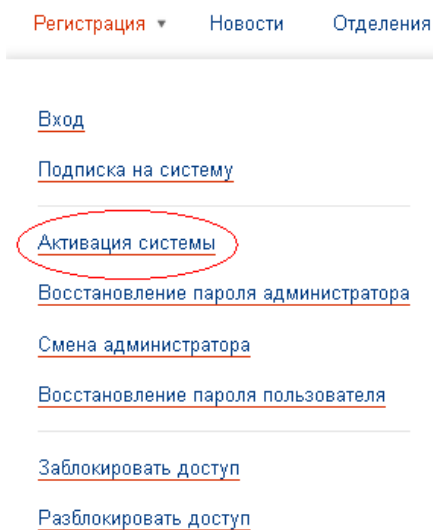 Регистрация Новости Отделения
Вход
Подписка на систему
Активация системы
Восстановление пароля администратора
Смена администратора
Восстановление пароля пользователя
Заблокировать доступ
Разблокировать доступ